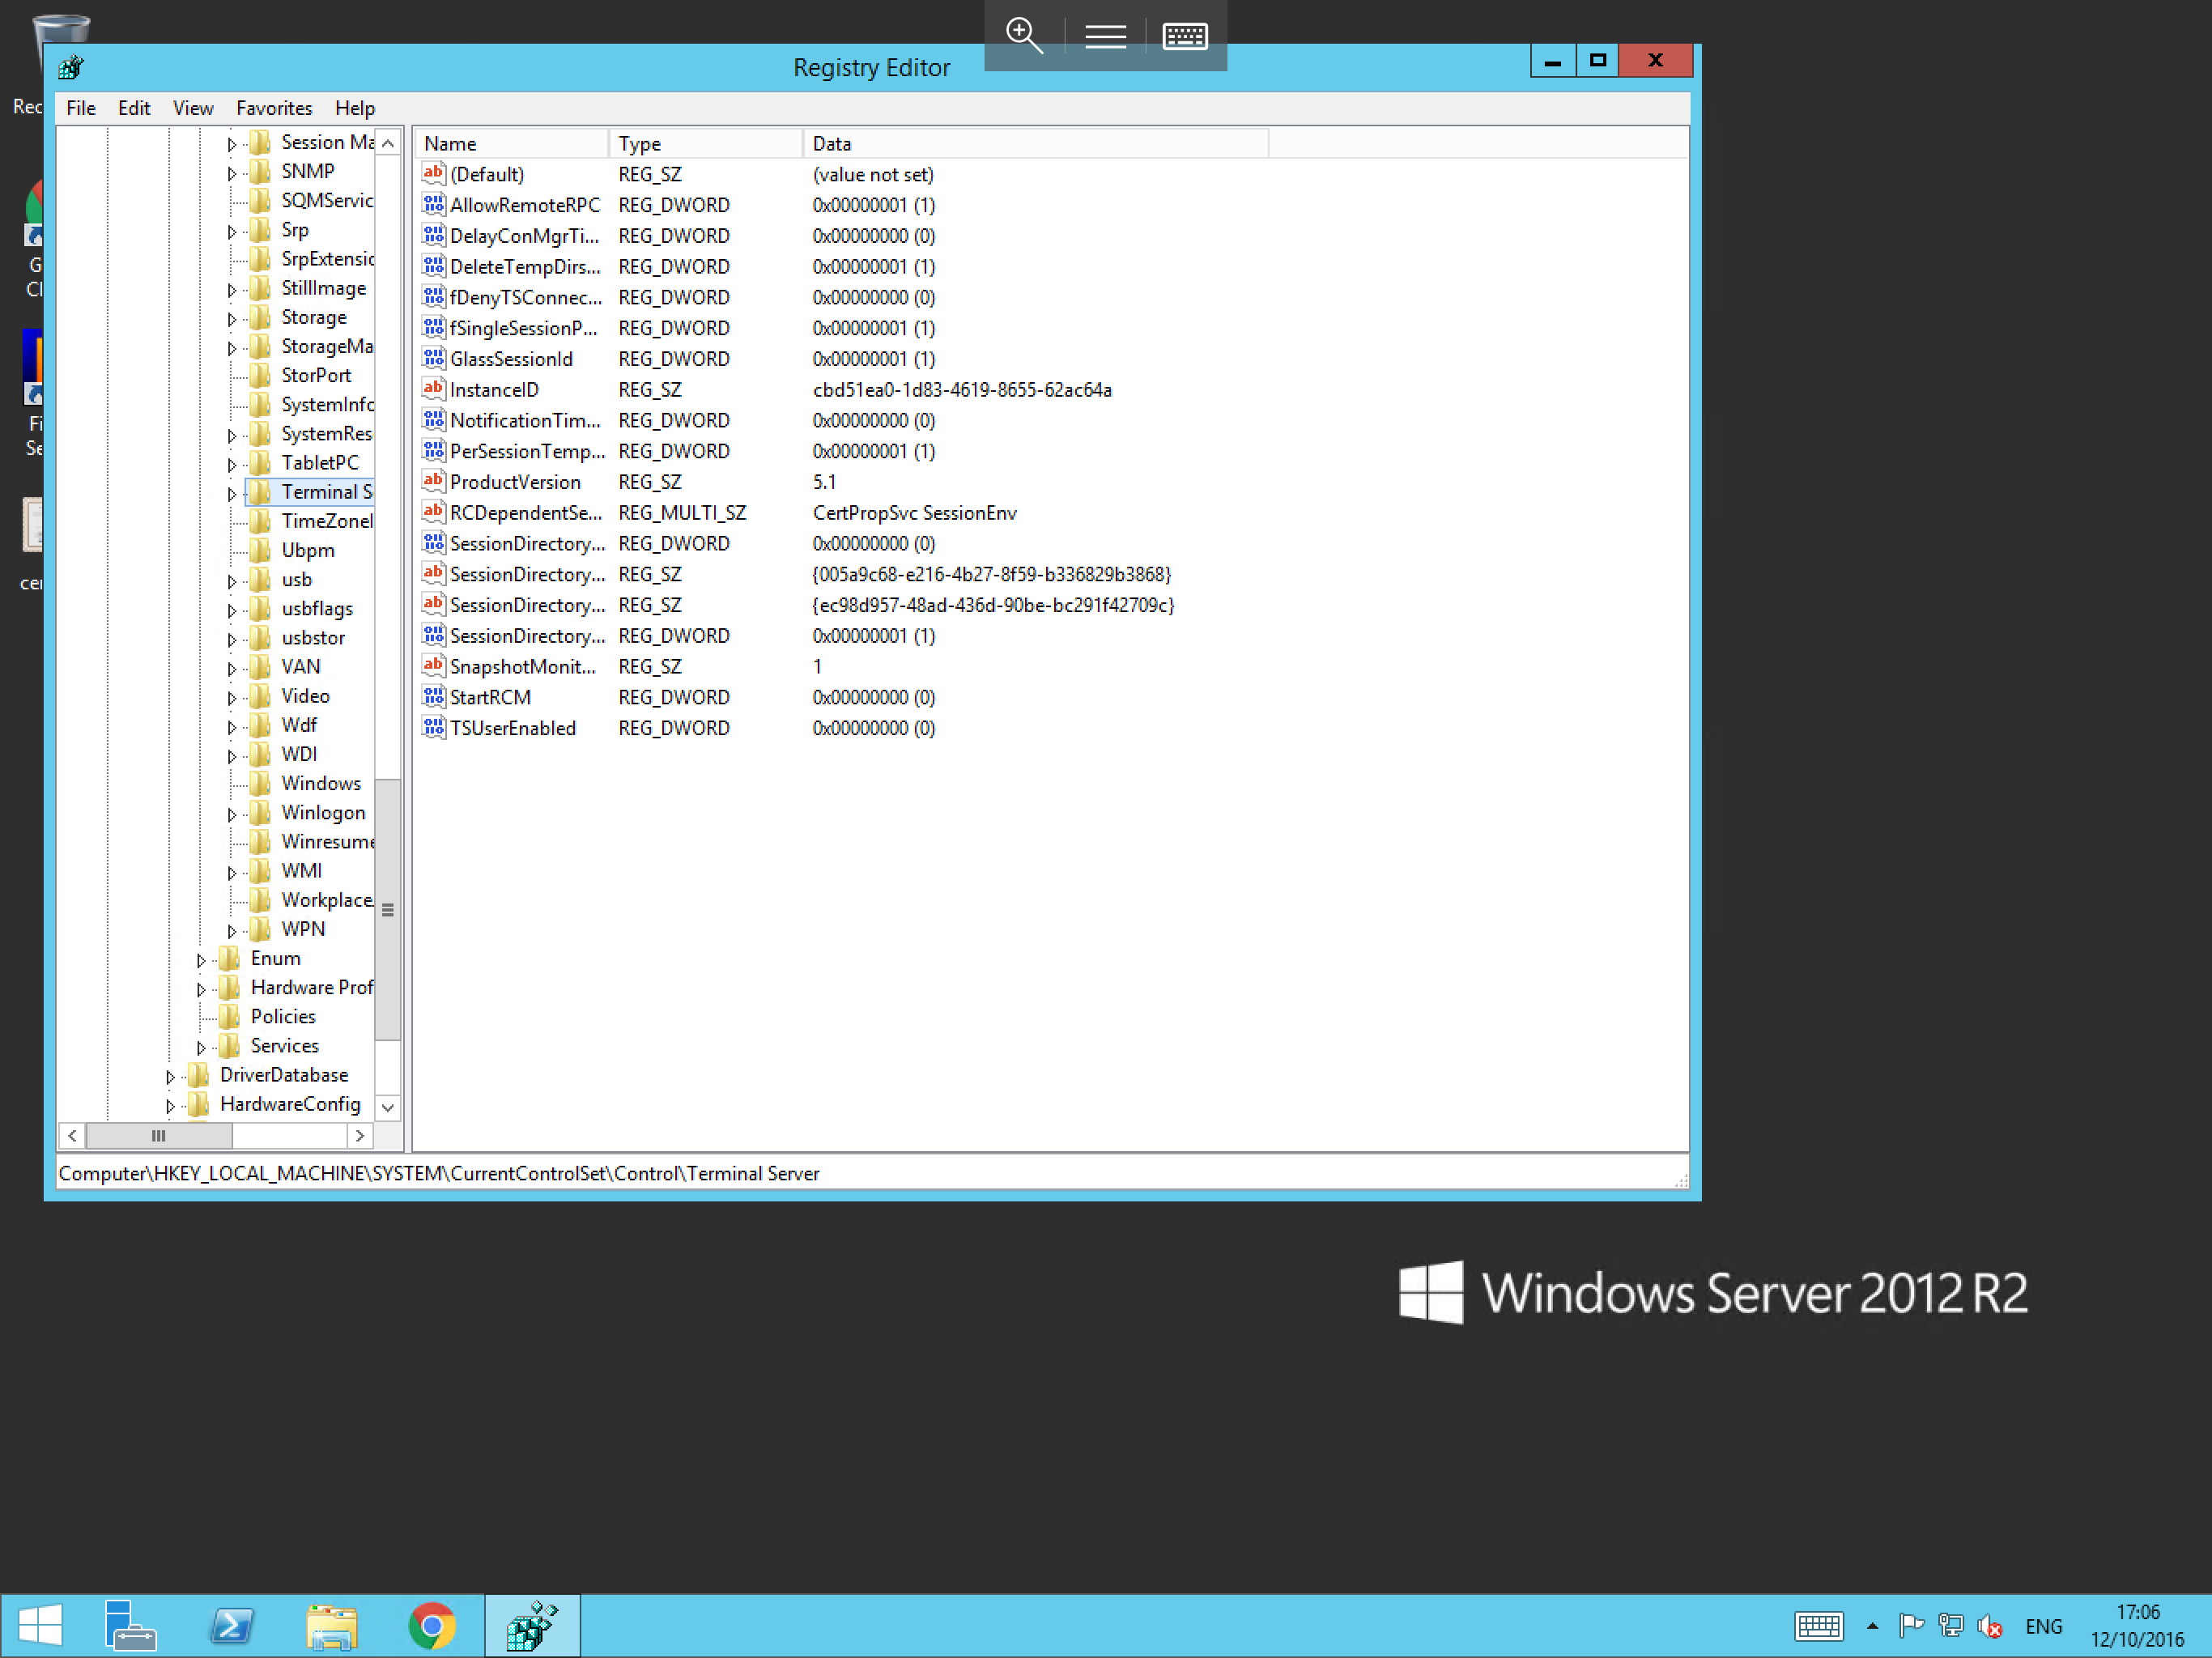 Registry Editor
File Edit View Favorites Help
Rec
G
Cl
Fi
Se
cer
Session Ma
SNMP
SQMServic
Srp
SrpExtensio
StillImage
Storage
StorageMa
StorPort
SystemInfo
SystemRes
TabletPC
Terminal S
TimeZoneI
Ubpm
usb
usbflags
usbstor
VAN
Video
Wdf
WDI
Windows
Winlogon
Winresume
WMI
Workplace
WPN
Enum
Hardware Prof
Policies
Services
DriverDatabase
HardwareConfig
Name Type Data
(Default) REG_SZ (value not set)
AllowRemoteRPC REG_DWORD 0x00000001 (1)
DelayConMgrTi... REG_DWORD 0x00000000 (0)
DeleteTempDirs... REG_DWORD 0x00000001 (1)
fDenyTSConnec... REG_DWORD 0x00000000 (0)
fSingleSessionP... REG_DWORD 0x00000001 (1)
GlassSessionId REG_DWORD 0x00000001 (1)
InstanceID REG_SZ cbd51ea0-1d83-4619-8655-62ac64a
NotificationTim... REG_DWORD 0x00000000 (0)
PerSessionTemp... REG_DWORD 0x00000001 (1)
ProductVersion REG_SZ 5.1
RCDependentSe... REG_MULTI_SZ CertPropSvc SessionEnv
SessionDirectory... REG_DWORD 0x00000000 (0)
SessionDirectory... REG_SZ {005a9c68-e216-4b27-8f59-b336829b3868}
SessionDirectory... REG_SZ {ec98d957-48ad-436d-90be-bc291f42709c}
SessionDirectory... REG_DWORD 0x00000001 (1)
SnapshotMonit... REG_SZ 1
StartRCM REG_DWORD 0x00000000 (0)
TSUserEnabled REG_DWORD 0x00000000 (0)
Computer\HKEY_LOCAL_MACHINE\SYSTEM\CurrentControlSet\Control\Terminal Server
Windows Server 2012 R2
ENG
17:06
12/10/2016